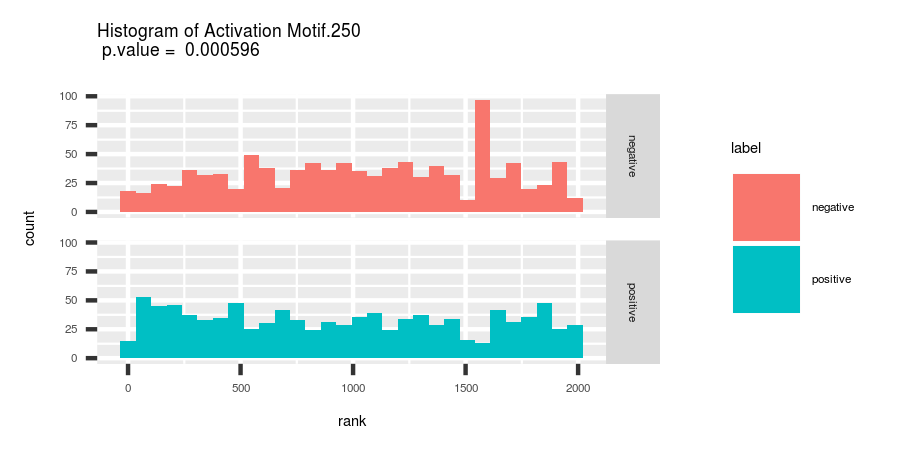 Histogram of Activation Motif.250
p.value = 0.000596
count
100
75
50
25
0
negative
100
75
50
25
0
positive
0 500 1000 1500 2000
rank
label
negative
positive